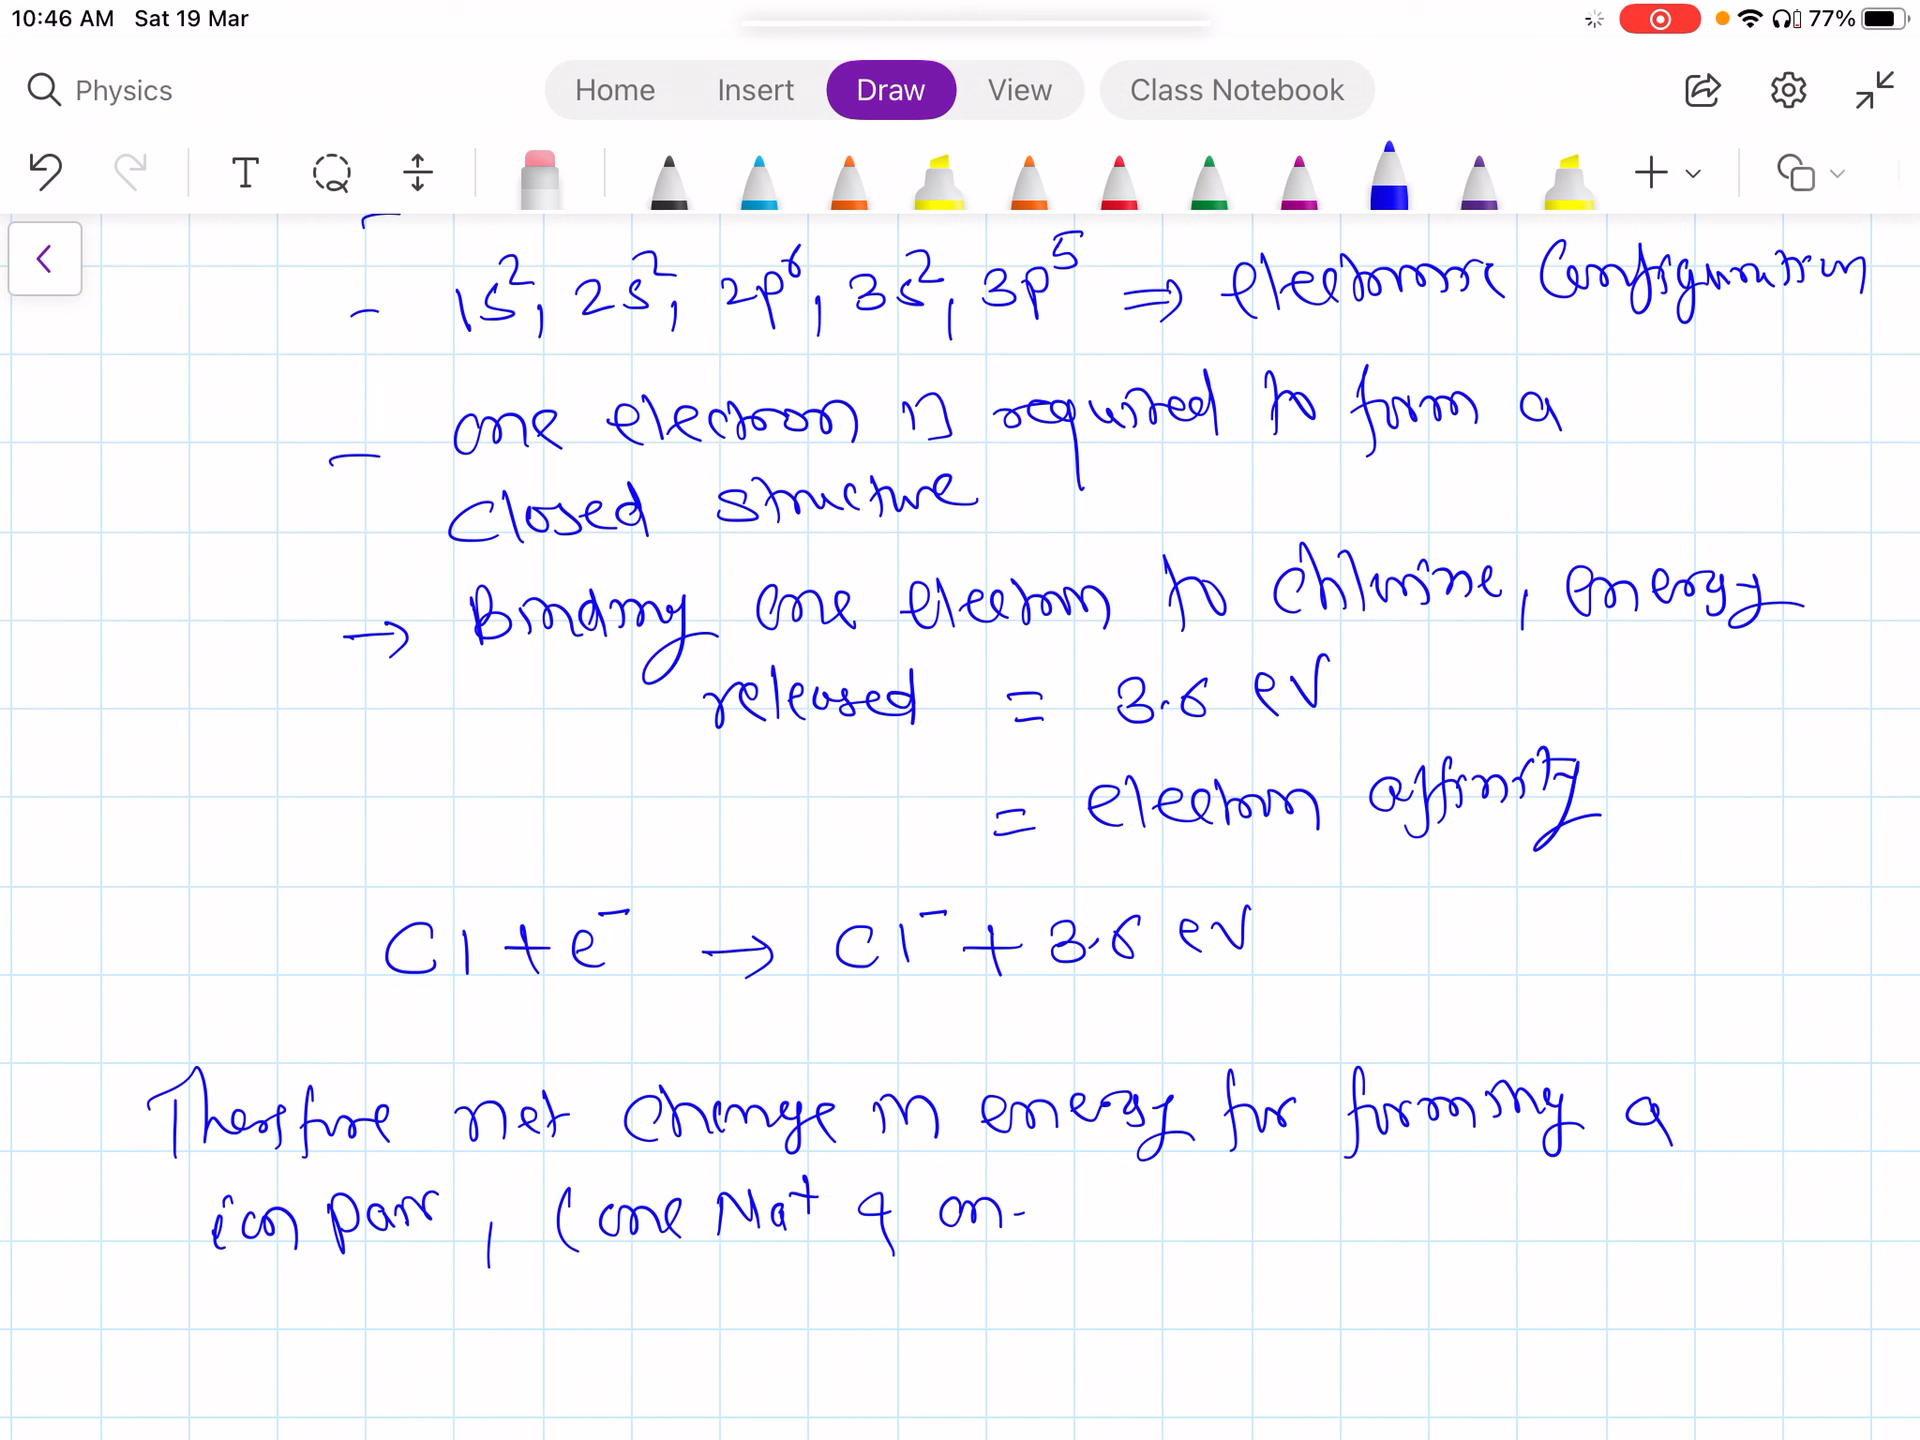 10:46 AM Sat 19 Mar 77%
Physics Home Insert Draw View Class Notebook
T
- 1s², 2s², 2p⁶, 3s², 3p⁵ ⇒ electronic Configuration
- one electron is required to form a
closed structure
→ Binding one electron to chlorine, energy
released = 3.6 eV
= electron affinity
Cl + e⁻ → Cl⁻ + 3.6 eV
Therefore net change in energy for forming a
ion pair, (one Na⁺ & on-